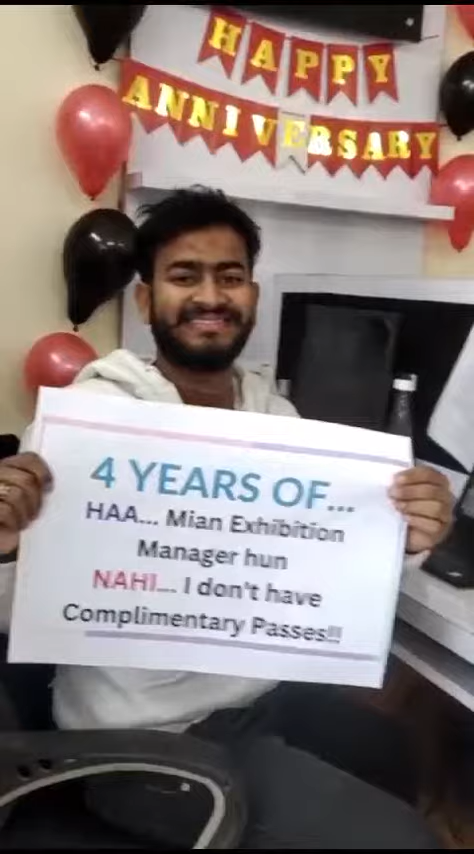 HAPPY
ANNIVERSARY
4 YEARS OF...
HAA... Mian Exhibition
Manager hun
NAHI... I don't have
Complimentary Passes!!